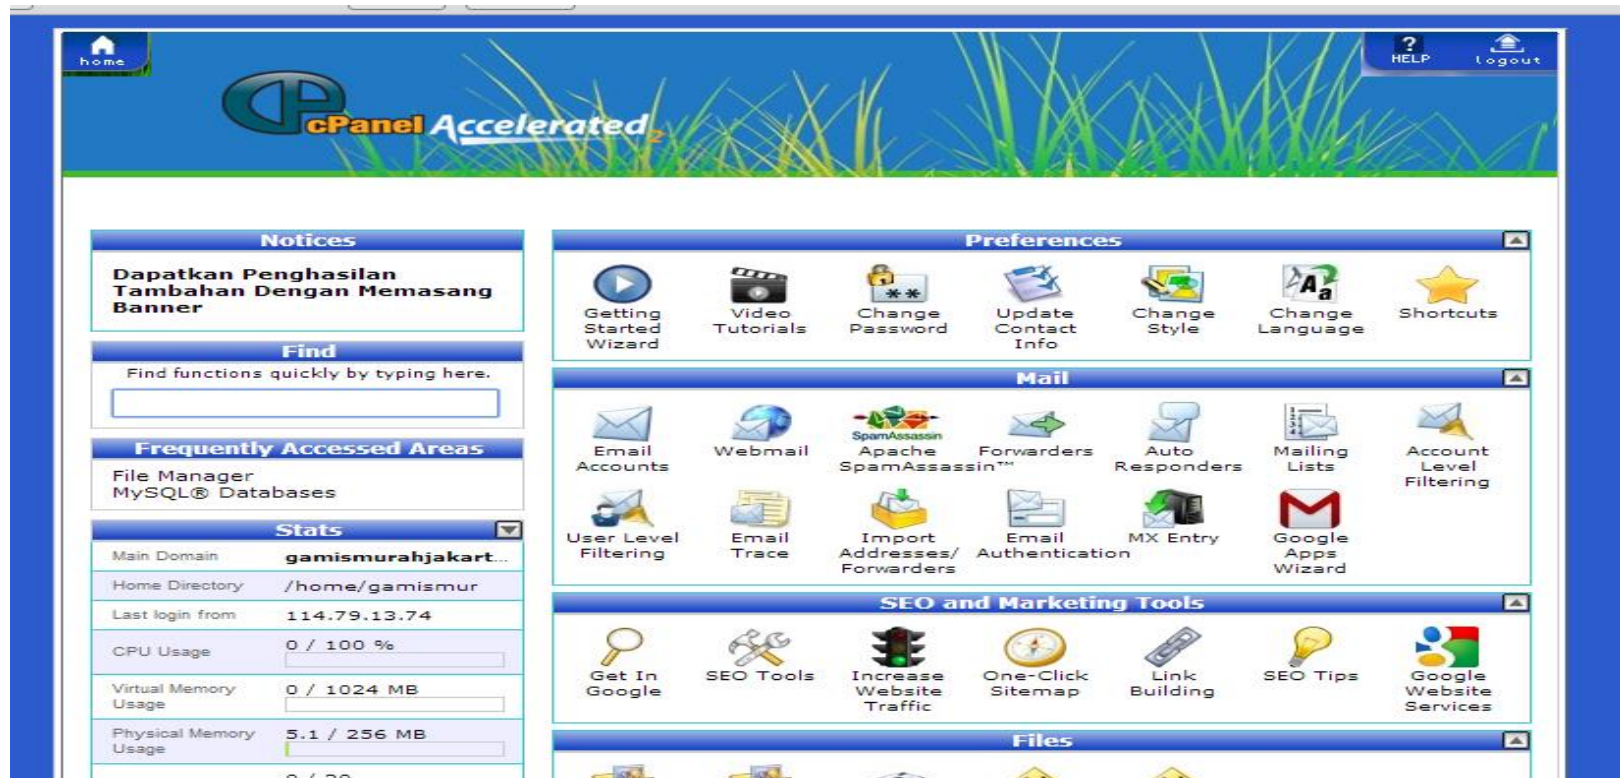 home
HELP
logout
cPanel Accelerated2
Notices
Dapatkan Penghasilan
Tambahan Dengan Memasang
Banner
Find
Find functions quickly by typing here.
Frequently Accessed Areas
File Manager
MySQL® Databases
Stats
Main Domain gamismurahjakart...
Home Directory /home/gamismur
Last login from 114.79.13.74
CPU Usage 0 / 100 %
Virtual Memory Usage 0 / 1024 MB
Physical Memory Usage 5.1 / 256 MB
Preferences
Getting Started Wizard
Video Tutorials
Change Password
Update Contact Info
Change Style
Change Language
Shortcuts
Mail
Email Accounts
Webmail
SpamAssassin
Apache SpamAssassin™
Forwarders
Auto Responders
Mailing Lists
Account Level Filtering
User Level Filtering
Email Trace
Import Addresses/ Forwarders
Email Authentication
MX Entry
Google Apps Wizard
SEO and Marketing Tools
Get In Google
SEO Tools
Increase Website Traffic
One-Click Sitemap
Link Building
SEO Tips
Google Website Services
Files